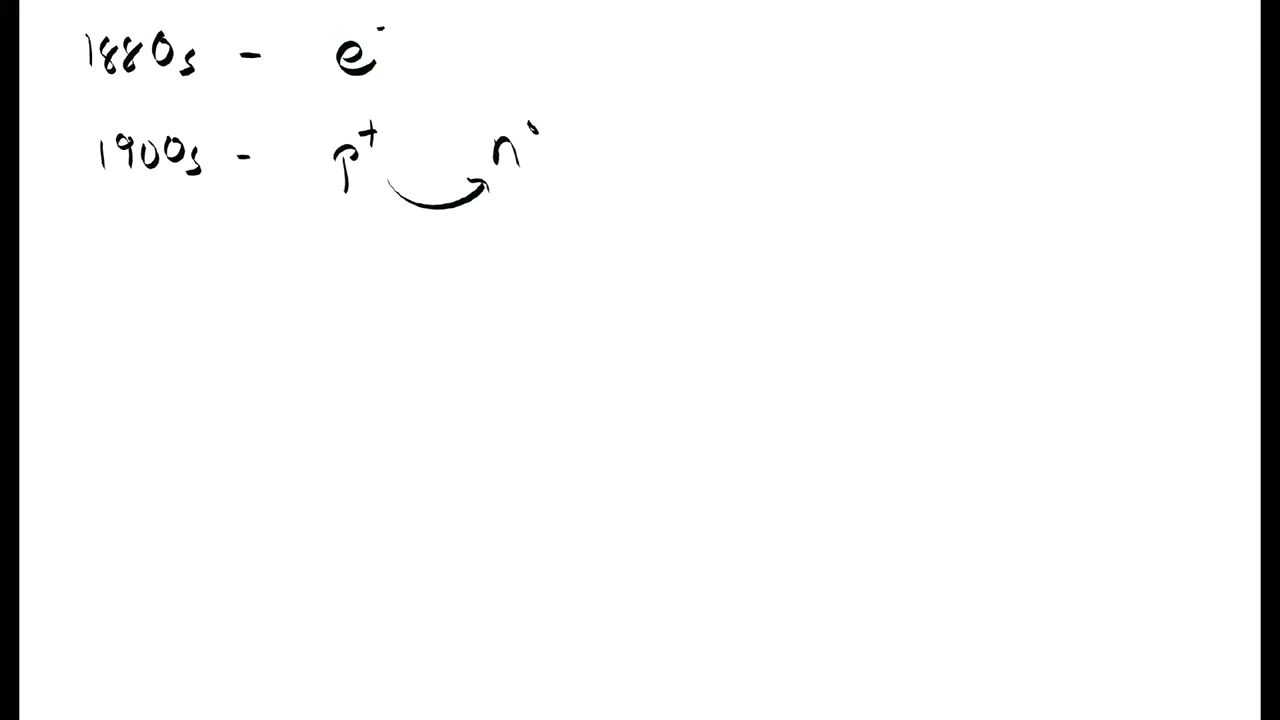 1880s - e⁻
1900s - p⁺ n⁰